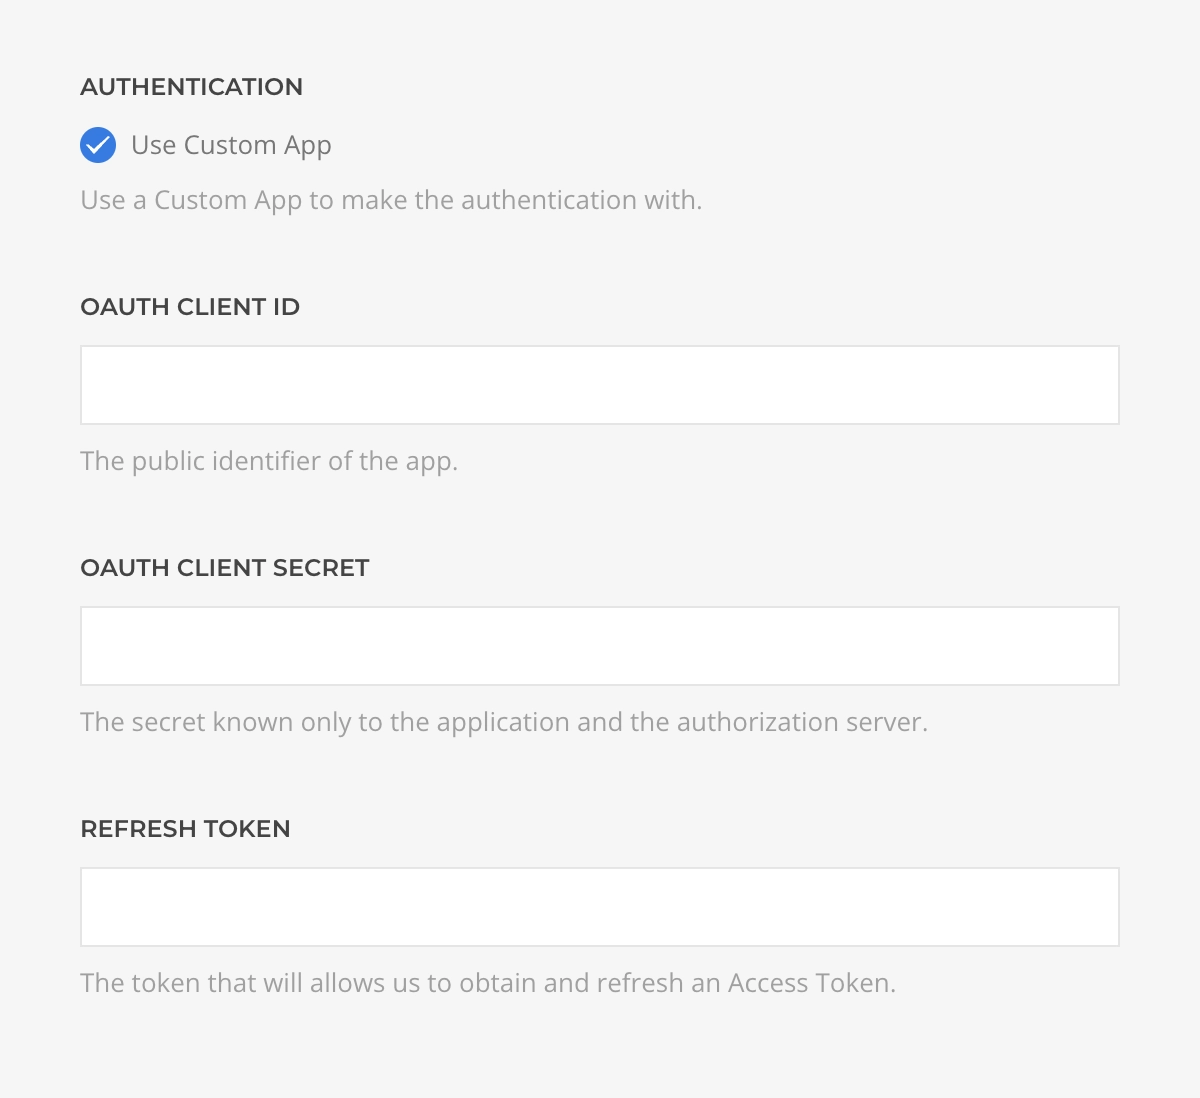 AUTHENTICATION
Use Custom App
Use a Custom App to make the authentication with.
OAUTH CLIENT ID
The public identifier of the app.
OAUTH CLIENT SECRET
The secret known only to the application and the authorization server.
REFRESH TOKEN
The token that will allows us to obtain and refresh an Access Token.